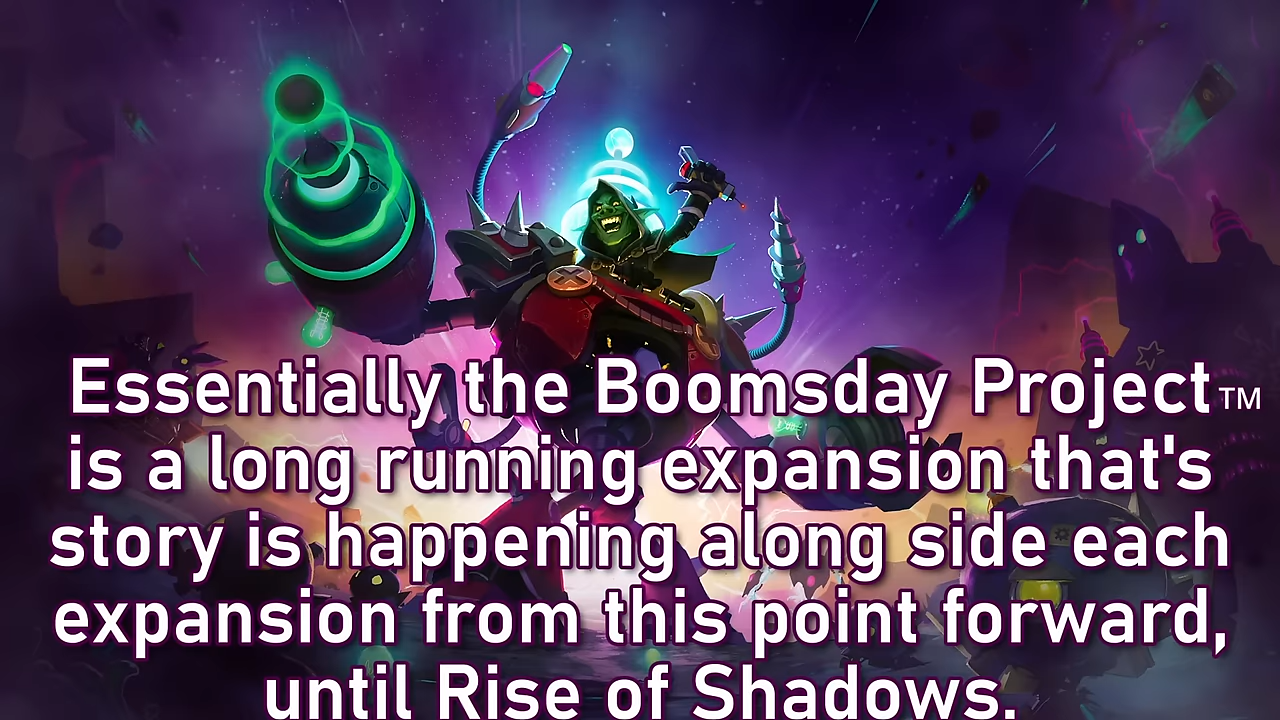 Essentially the Boomsday Project™
is a long running expansion that's
story is happening along side each
expansion from this point forward,
until Rise of Shadows.